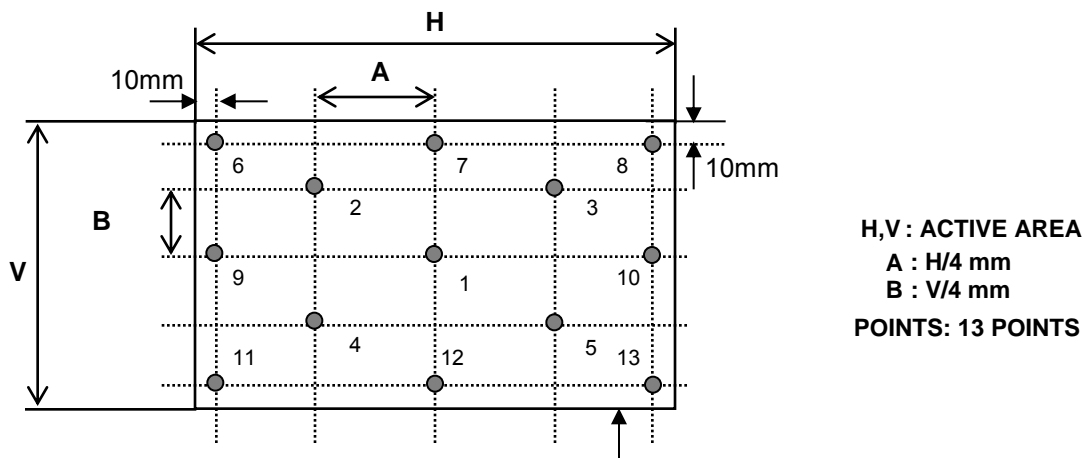 H
A
10mm
6
7
8
10mm
2
3
B
V
9
1
10
4
5
11
12
13
H,V : ACTIVE AREA
A : H/4 mm
B : V/4 mm
POINTS: 13 POINTS